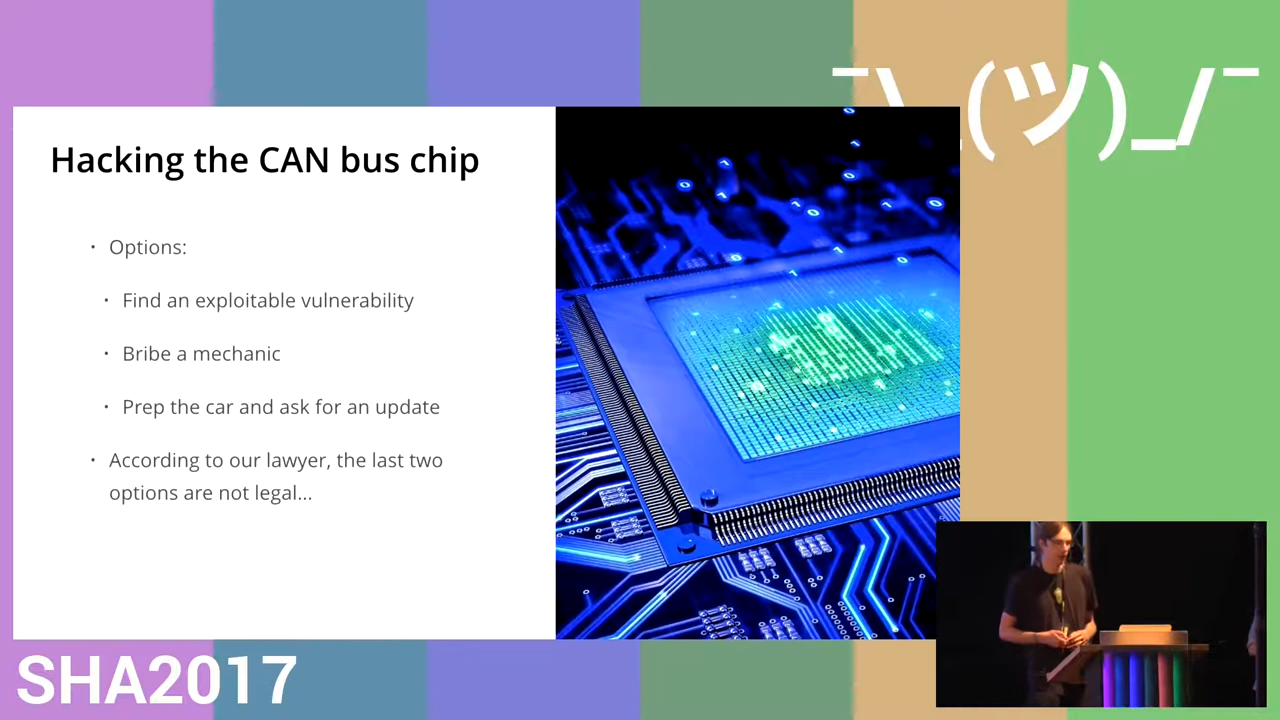 ¯\_(ツ)_/¯
Hacking the CAN bus chip
• Options:
• Find an exploitable vulnerability
• Bribe a mechanic
• Prep the car and ask for an update
• According to our lawyer, the last two
options are not legal...
SHA2017